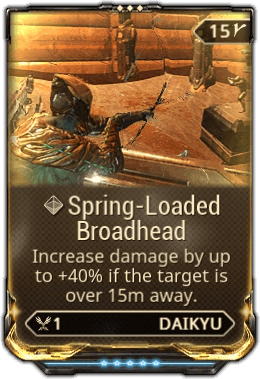 15
Spring-Loaded
Broadhead
Increase damage by up
to +40% if the target is
over 15m away.
1 DAIKYU